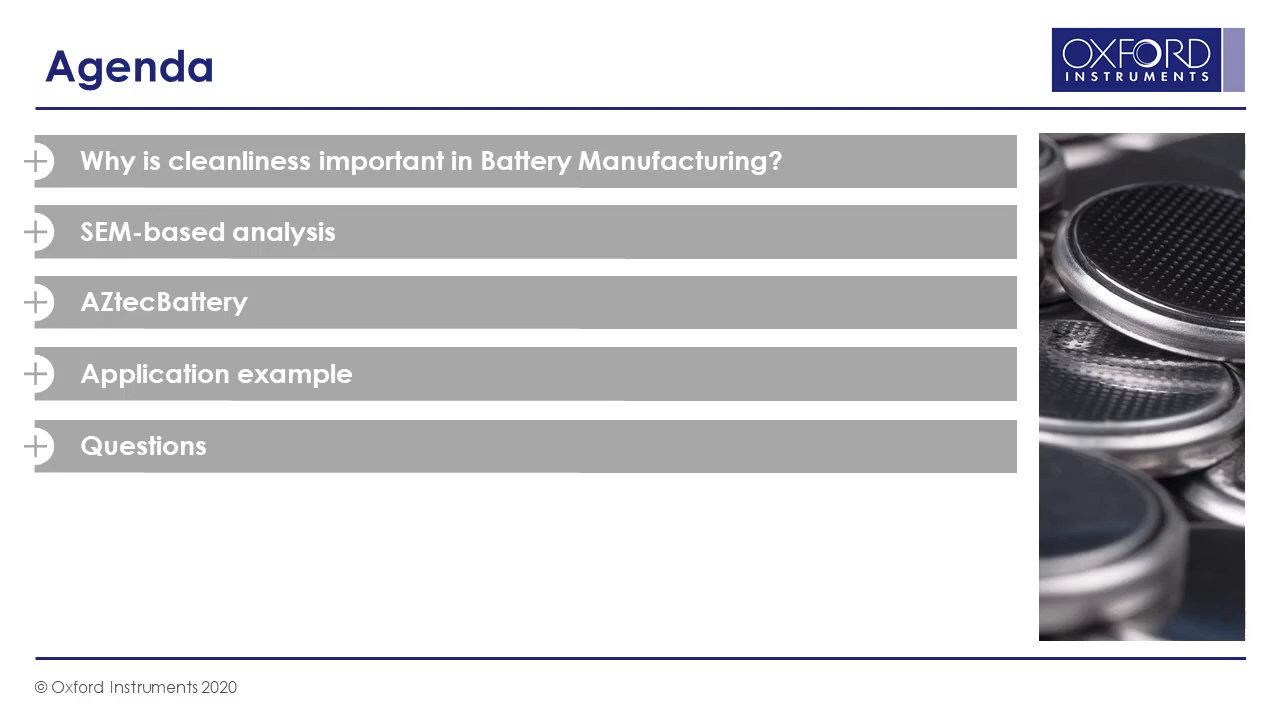 Agenda
OXFORD
INSTRUMENTS
Why is cleanliness important in Battery Manufacturing?
SEM-based analysis
AZtecBattery
Application example
Questions
© Oxford Instruments 2020